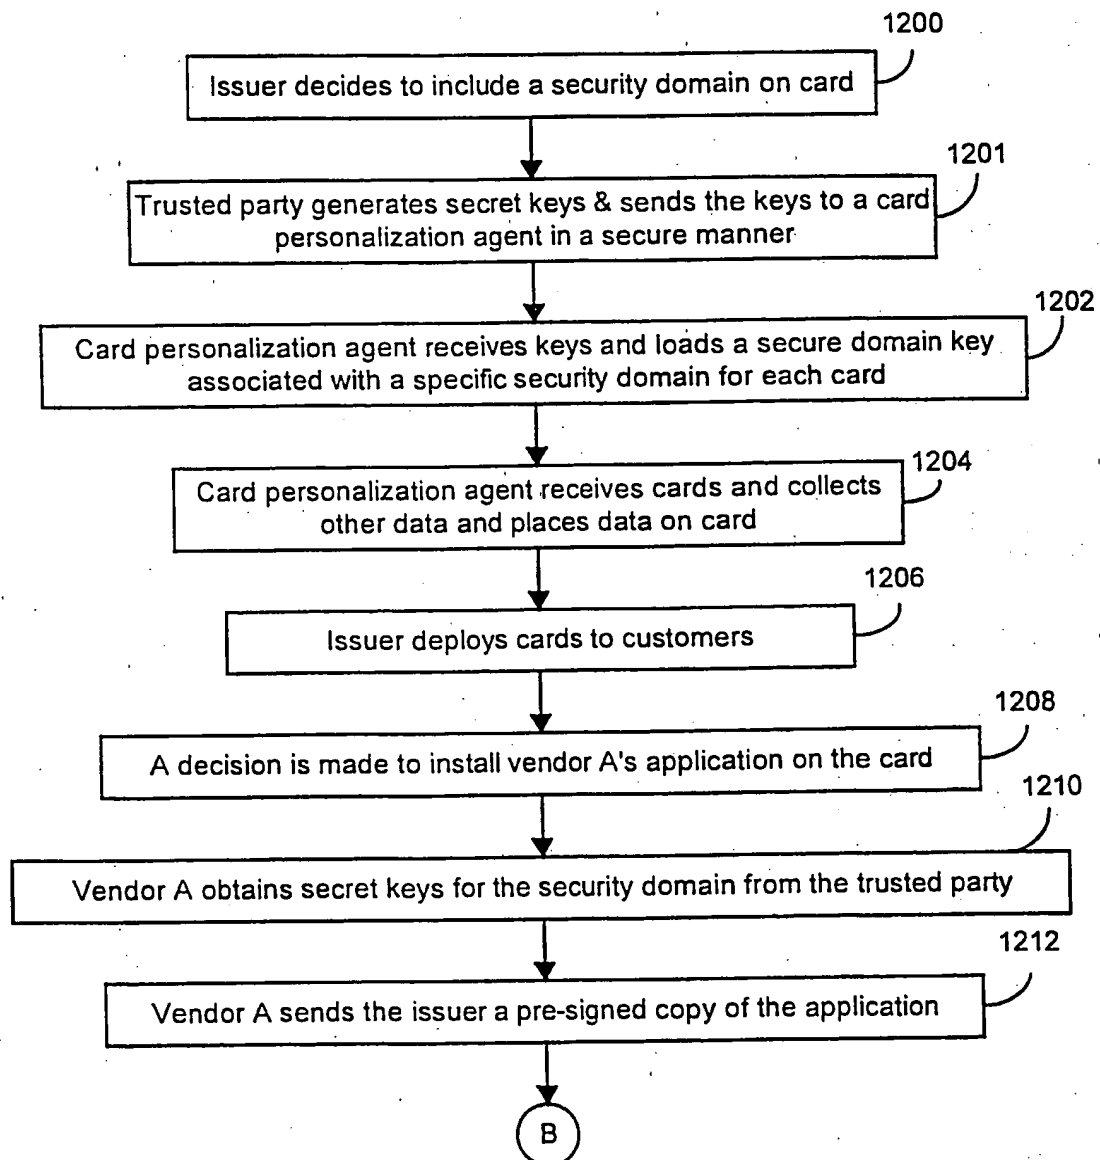 1200
Issuer decides to include a security domain on card
1201
Trusted party generates secret keys & sends the keys to a card
personalization agent in a secure manner
1202
Card personalization agent receives keys and loads a secure domain key
associated with a specific security domain for each card
1204
Card personalization agent receives cards and collects
other data and places data on card
1206
Issuer deploys cards to customers
1208
A decision is made to install vendor A's application on the card
1210
Vendor A obtains secret keys for the security domain from the trusted party
1212
Vendor A sends the issuer a pre-signed copy of the application
B